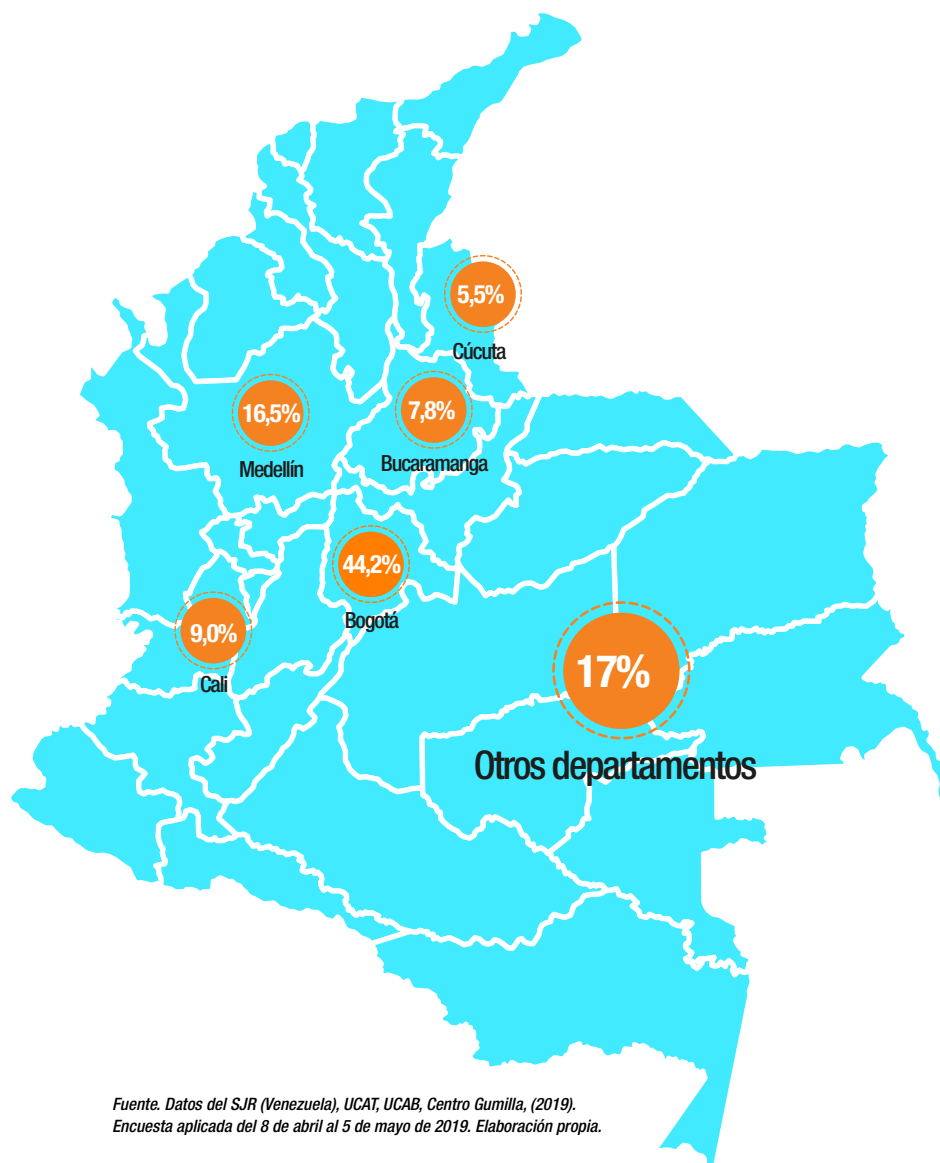 5,5%
Cúcuta
16,5%
Medellín
7,8%
Bucaramanga
44,2%
Bogotá
9,0%
Cali
17%
Otros departamentos
Fuente. Datos del SJR (Venezuela), UCAT, UCAB, Centro Gumilla, (2019).
Encuesta aplicada del 8 de abril al 5 de mayo de 2019. Elaboración propia.